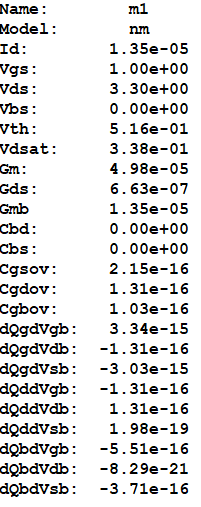 Name: m1
Model: nm
Id: 1.35e-05
Vgs: 1.00e+00
Vds: 3.30e+00
Vbs: 0.00e+00
Vth: 5.16e-01
Vdsat: 3.38e-01
Gm: 4.98e-05
Gds: 6.63e-07
Gmb 1.35e-05
Cbd: 0.00e+00
Cbs: 0.00e+00
Cgsov: 2.15e-16
Cgdov: 1.31e-16
Cgbov: 1.03e-16
dQgdVgb: 3.34e-15
dQgdVdb: -1.31e-16
dQgdVsb: -3.03e-15
dQddVgb: -1.31e-16
dQddVdb: 1.31e-16
dQddVsb: 1.98e-19
dQbdVgb: -5.51e-16
dQbdVdb: -8.29e-21
dQbdVsb: -3.71e-16